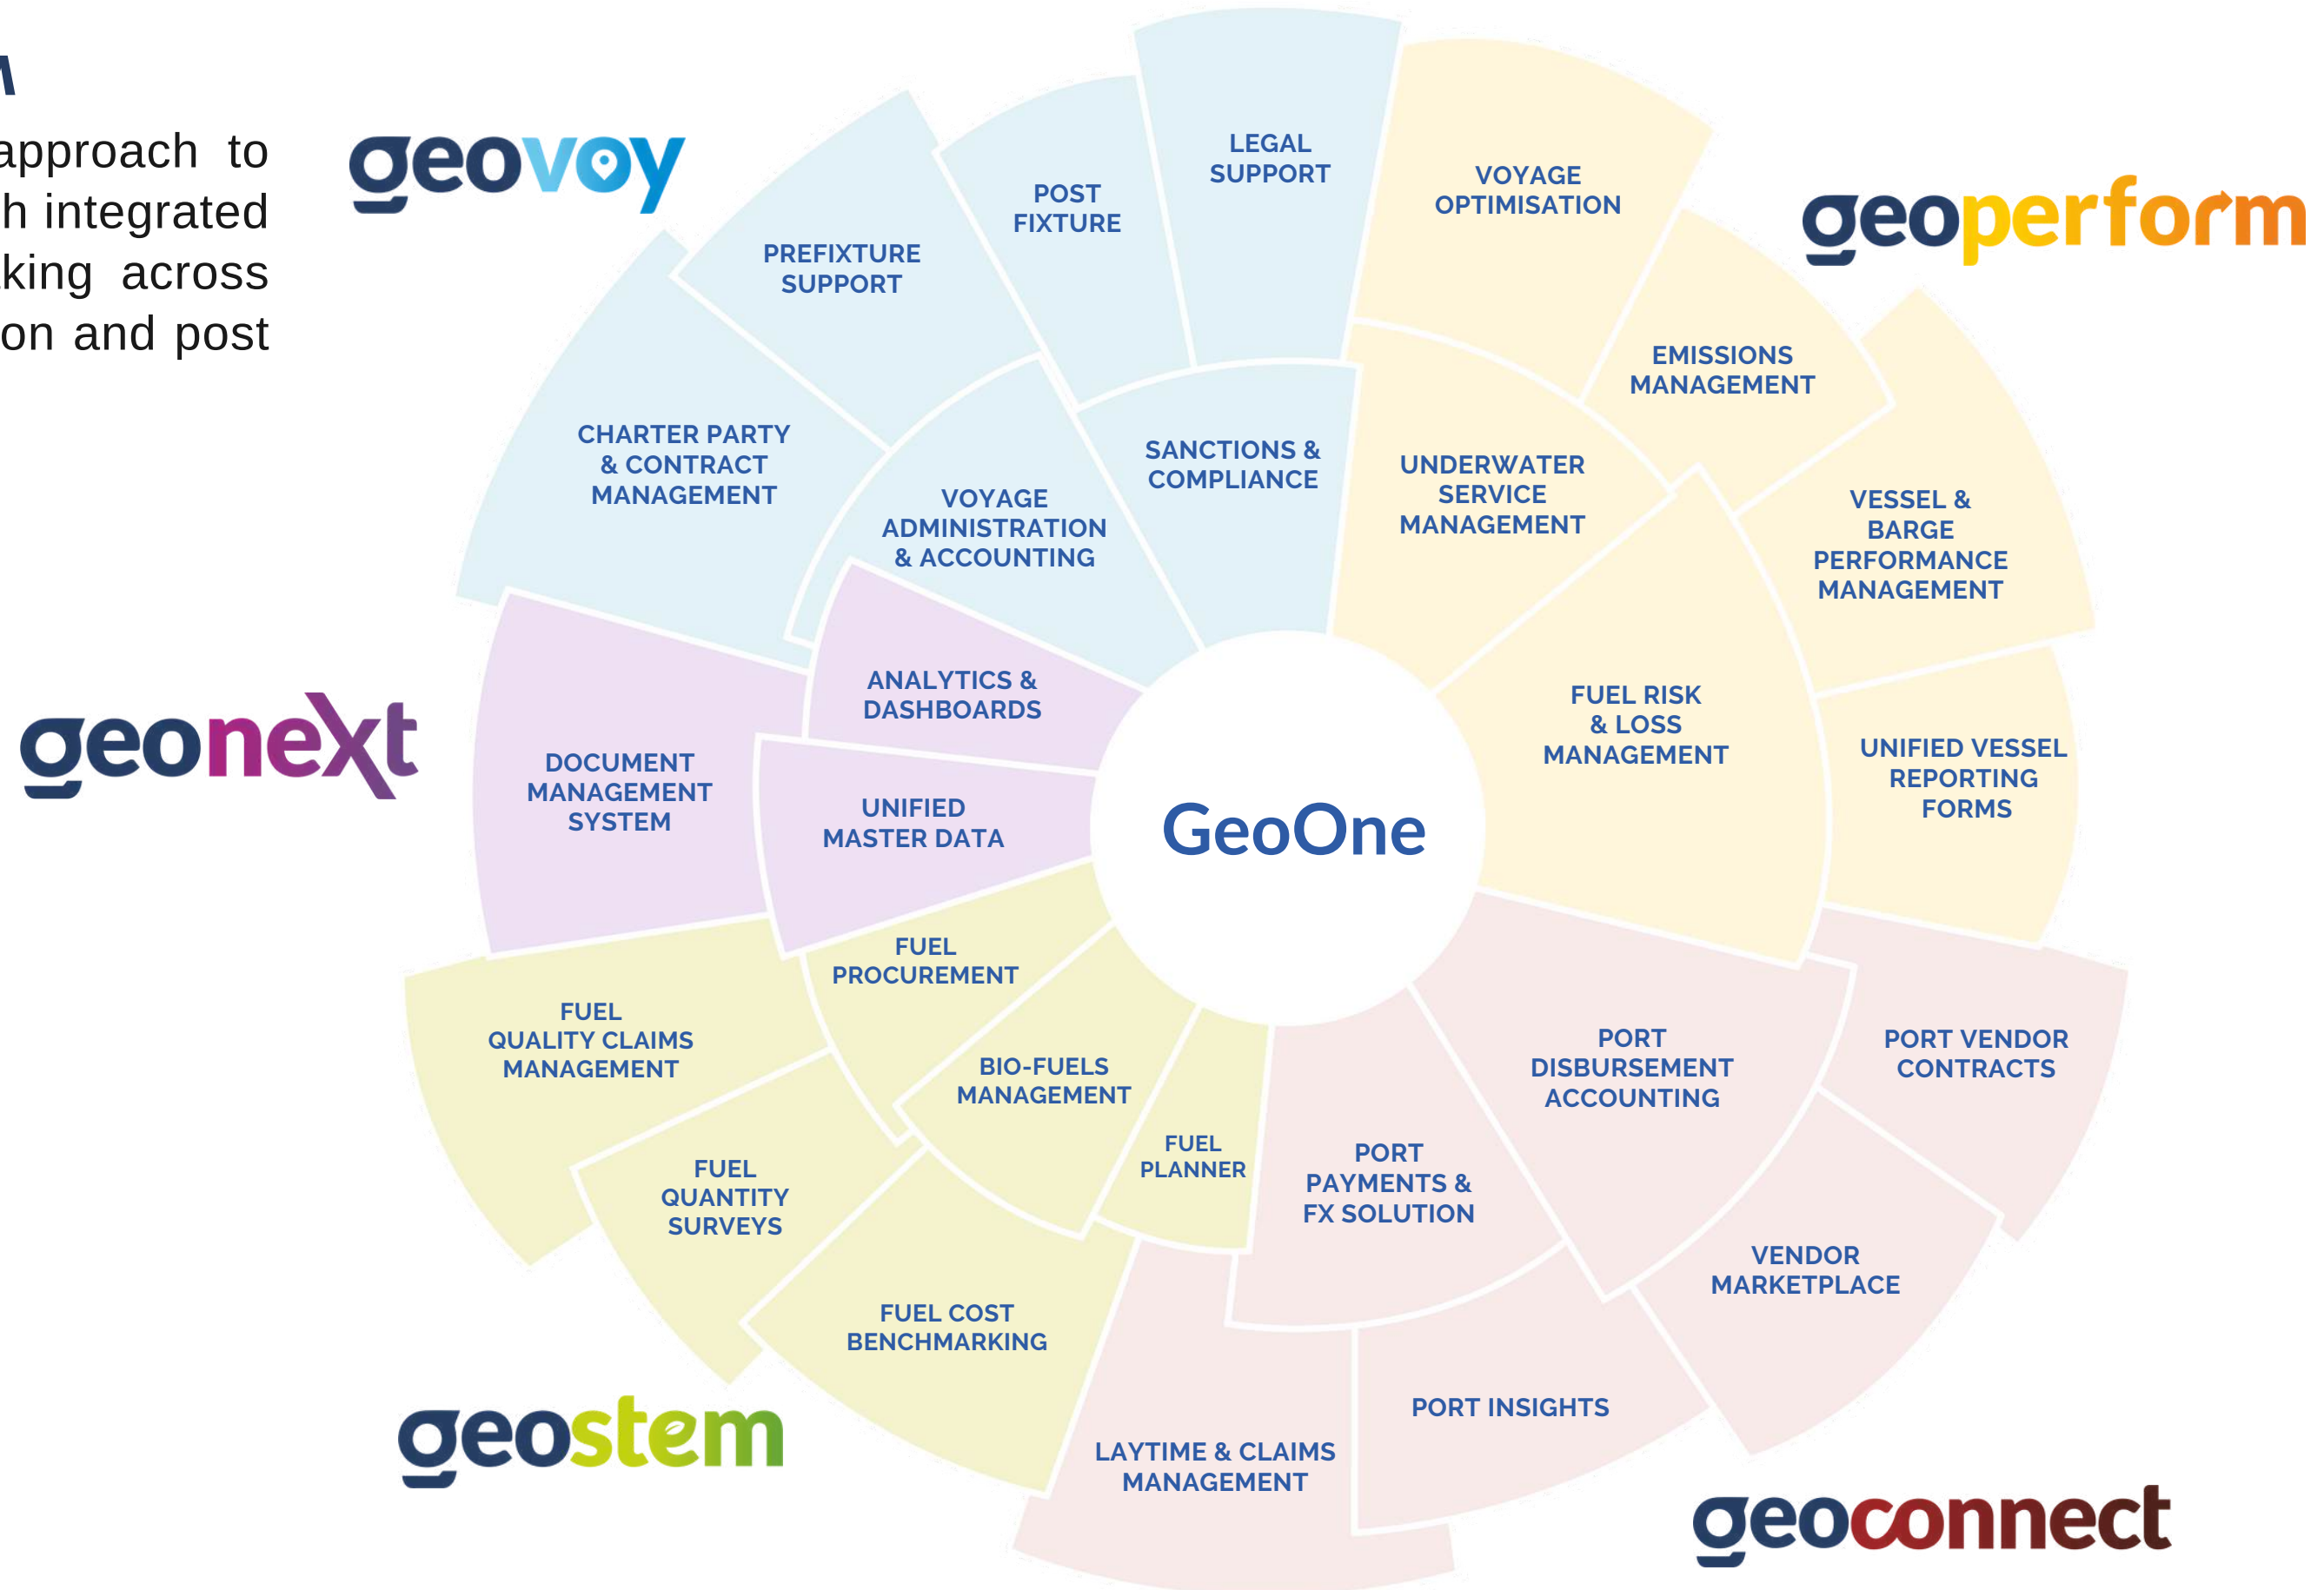 approach to
h integrated
king across
on and post
geovoy
geoperform
geonext
geostem
geoconnect
LEGAL
SUPPORT
POST
FIXTURE
PREFIXTURE
SUPPORT
CHARTER PARTY
& CONTRACT
MANAGEMENT
VOYAGE
ADMINISTRATION
& ACCOUNTING
SANCTIONS &
COMPLIANCE
VOYAGE
OPTIMISATION
EMISSIONS
MANAGEMENT
UNDERWATER
SERVICE
MANAGEMENT
VESSEL &
BARGE
PERFORMANCE
MANAGEMENT
FUEL RISK
& LOSS
MANAGEMENT
UNIFIED VESSEL
REPORTING
FORMS
ANALYTICS &
DASHBOARDS
DOCUMENT
MANAGEMENT
SYSTEM
UNIFIED
MASTER DATA
GeoOne
FUEL
PROCUREMENT
FUEL
QUALITY CLAIMS
MANAGEMENT
BIO-FUELS
MANAGEMENT
FUEL
PLANNER
FUEL
QUANTITY
SURVEYS
FUEL COST
BENCHMARKING
PORT
DISBURSEMENT
ACCOUNTING
PORT VENDOR
CONTRACTS
PORT
PAYMENTS &
FX SOLUTION
VENDOR
MARKETPLACE
PORT INSIGHTS
LAYTIME & CLAIMS
MANAGEMENT